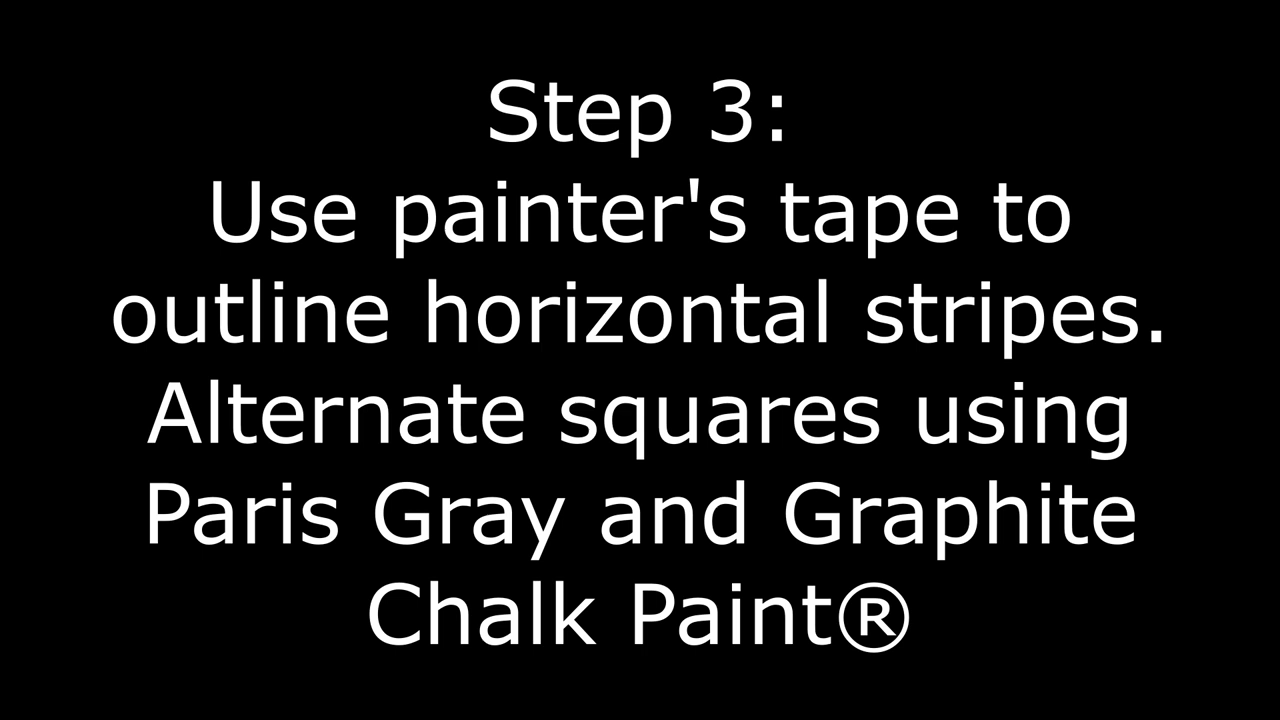 Step 3:
Use painter's tape to
outline horizontal stripes.
Alternate squares using
Paris Gray and Graphite
Chalk Paint®